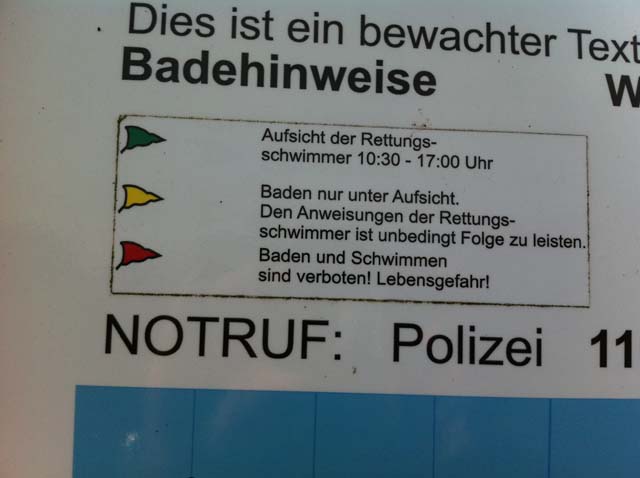 Dies ist ein bewachter Text
Badehinweise W
Aufsicht der Rettungs-
schwimmer 10:30 - 17:00 Uhr
Baden nur unter Aufsicht.
Den Anweisungen der Rettungs-
schwimmer ist unbedingt Folge zu leisten.
Baden und Schwimmen
sind verboten! Lebensgefahr!
NOTRUF: Polizei 11